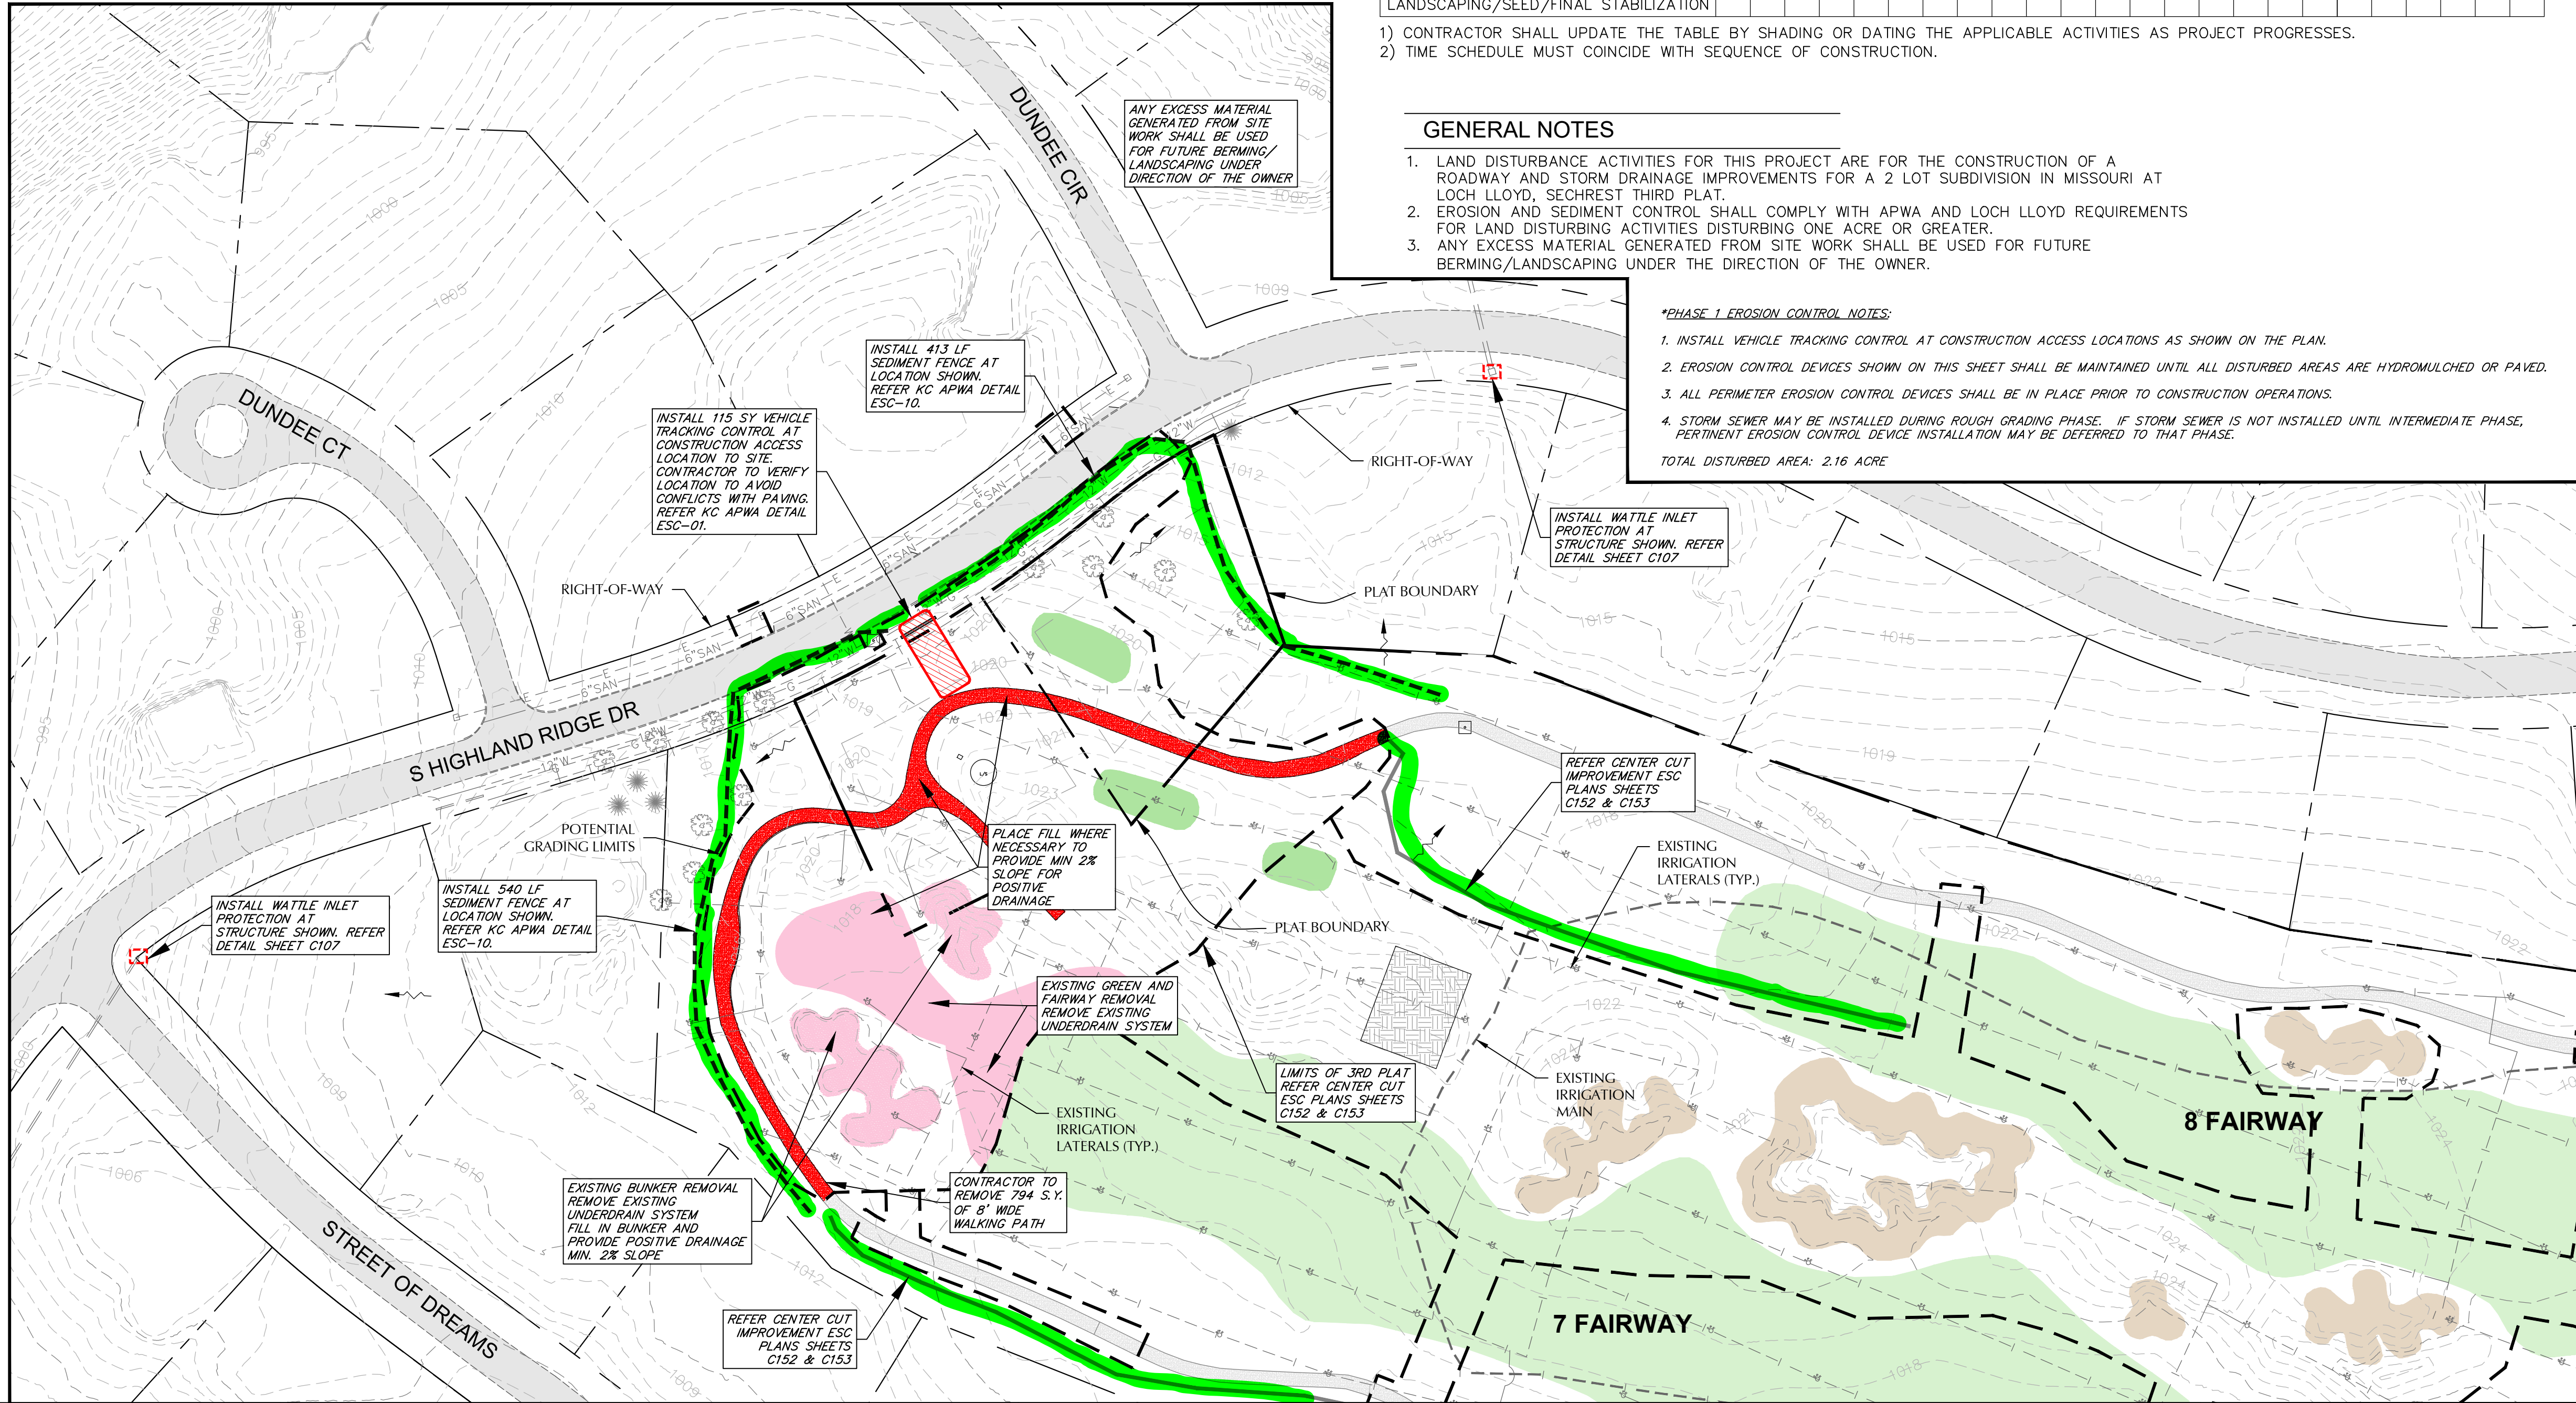 LANDSCAPING/SEED/FINAL STABILIZATION
1) CONTRACTOR SHALL UPDATE THE TABLE BY SHADING OR DATING THE APPLICABLE ACTIVITIES AS PROJECT PROGRESSES.
2) TIME SCHEDULE MUST COINCIDE WITH SEQUENCE OF CONSTRUCTION.
GENERAL NOTES
1. LAND DISTURBANCE ACTIVITIES FOR THIS PROJECT ARE FOR THE CONSTRUCTION OF A
ROADWAY AND STORM DRAINAGE IMPROVEMENTS FOR A 2 LOT SUBDIVISION IN MISSOURI AT
LOCH LLOYD, SECHREST THIRD PLAT.
2. EROSION AND SEDIMENT CONTROL SHALL COMPLY WITH APWA AND LOCH LLOYD REQUIREMENTS
FOR LAND DISTURBING ACTIVITIES DISTURBING ONE ACRE OR GREATER.
3. ANY EXCESS MATERIAL GENERATED FROM SITE WORK SHALL BE USED FOR FUTURE
BERMING/LANDSCAPING UNDER THE DIRECTION OF THE OWNER.
*PHASE 1 EROSION CONTROL NOTES:
1. INSTALL VEHICLE TRACKING CONTROL AT CONSTRUCTION ACCESS LOCATIONS AS SHOWN ON THE PLAN.
2. EROSION CONTROL DEVICES SHOWN ON THIS SHEET SHALL BE MAINTAINED UNTIL ALL DISTURBED AREAS ARE HYDROMULCHED OR PAVED.
3. ALL PERIMETER EROSION CONTROL DEVICES SHALL BE IN PLACE PRIOR TO CONSTRUCTION OPERATIONS.
4. STORM SEWER MAY BE INSTALLED DURING ROUGH GRADING PHASE. IF STORM SEWER IS NOT INSTALLED UNTIL INTERMEDIATE PHASE,
PERTINENT EROSION CONTROL DEVICE INSTALLATION MAY BE DEFERRED TO THAT PHASE.
TOTAL DISTURBED AREA: 2.16 ACRE
ANY EXCESS MATERIAL
GENERATED FROM SITE
WORK SHALL BE USED
FOR FUTURE BERMING/
LANDSCAPING UNDER
DIRECTION OF THE OWNER
DUNDEE CIR
INSTALL 413 LF
SEDIMENT FENCE AT
LOCATION SHOWN.
REFER KC APWA DETAIL
ESC-10.
DUNDEE CT
INSTALL 115 SY VEHICLE
TRACKING CONTROL AT
CONSTRUCTION ACCESS
LOCATION TO SITE.
CONTRACTOR TO VERIFY
LOCATION TO AVOID
CONFLICTS WITH PAVING.
REFER KC APWA DETAIL
ESC-01.
RIGHT-OF-WAY
INSTALL WATTLE INLET
PROTECTION AT
STRUCTURE SHOWN. REFER
DETAIL SHEET C107
RIGHT-OF-WAY
PLAT BOUNDARY
S HIGHLAND RIDGE DR
REFER CENTER CUT
IMPROVEMENT ESC
PLANS SHEETS
C152 & C153
POTENTIAL
GRADING LIMITS
PLACE FILL WHERE
NECESSARY TO
PROVIDE MIN 2%
SLOPE FOR
POSITIVE
DRAINAGE
EXISTING
IRRIGATION
LATERALS (TYP.)
INSTALL WATTLE INLET
PROTECTION AT
STRUCTURE SHOWN. REFER
DETAIL SHEET C107
INSTALL 540 LF
SEDIMENT FENCE AT
LOCATION SHOWN.
REFER KC APWA DETAIL
ESC-10.
PLAT BOUNDARY
EXISTING GREEN AND
FAIRWAY REMOVAL
REMOVE EXISTING
UNDERDRAIN SYSTEM
LIMITS OF 3RD PLAT
REFER CENTER CUT
ESC PLANS SHEETS
C152 & C153
EXISTING
IRRIGATION
MAIN
EXISTING
IRRIGATION
LATERALS (TYP.)
8 FAIRWAY
EXISTING BUNKER REMOVAL
REMOVE EXISTING
UNDERDRAIN SYSTEM
FILL IN BUNKER AND
PROVIDE POSITIVE DRAINAGE
MIN. 2% SLOPE
CONTRACTOR TO
REMOVE 794 S.Y.
OF 8' WIDE
WALKING PATH
STREET OF DREAMS
REFER CENTER CUT
IMPROVEMENT ESC
PLANS SHEETS
C152 & C153
7 FAIRWAY